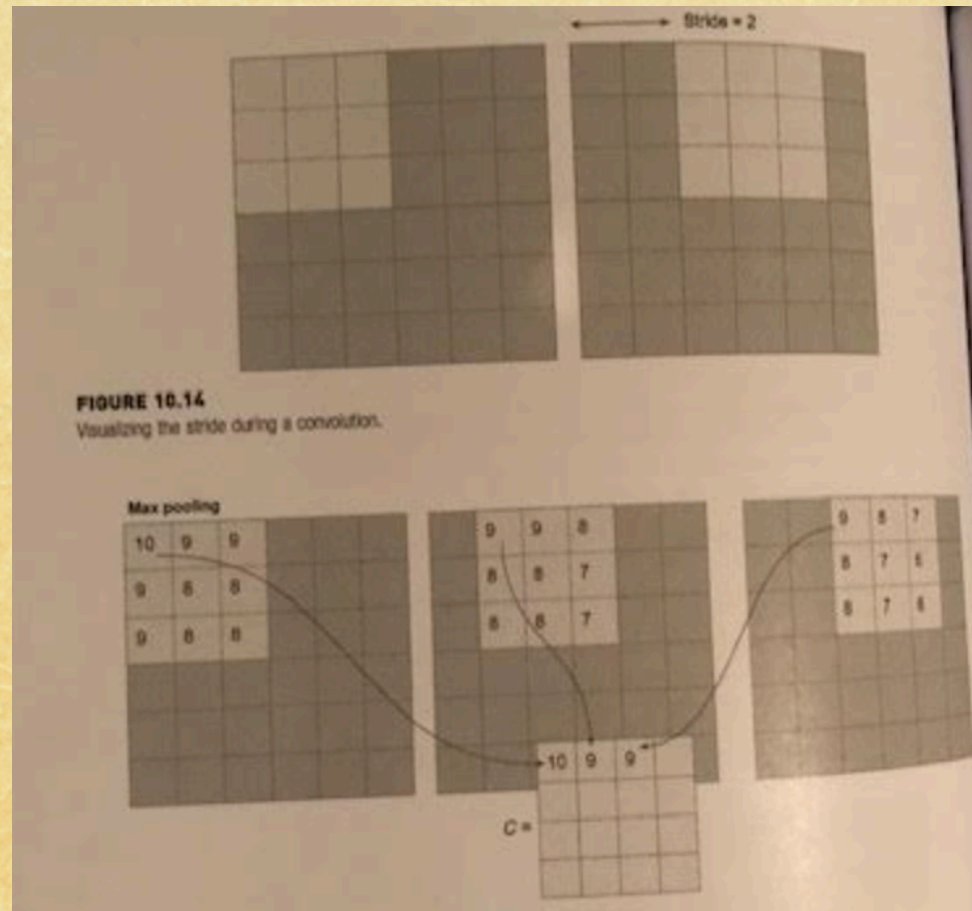 Stride = 2
FIGURE 10.14
Visualizing the stride during a convolution.
Max pooling
10 9 9
9 8 8
9 8 8
9 9 8
8 8 7
8 8 7
9 8 7
8 7 6
8 7 6
10 9 9
C =